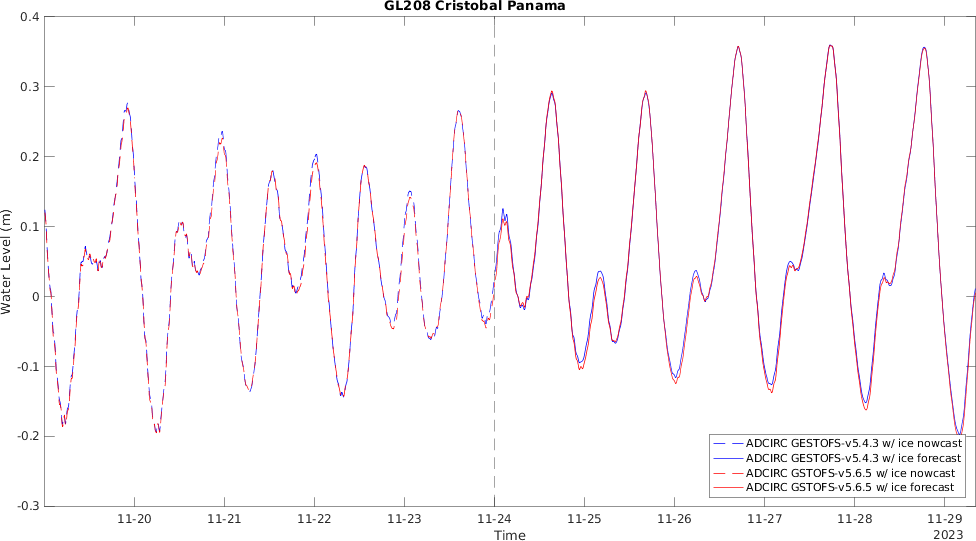 GL208 Cristobal Panama
0.4
0.3
0.2
0.1
0
-0.1
-0.2
-0.3
Water Level (m)
ADCIRC GESTOFS-v5.4.3 w/ ice nowcast
ADCIRC GESTOFS-v5.4.3 w/ ice forecast
ADCIRC GSTOFS-v5.6.5 w/ ice nowcast
ADCIRC GSTOFS-v5.6.5 w/ ice forecast
11-20 11-21 11-22 11-23 11-24 11-25 11-26 11-27 11-28 11-29
Time 2023